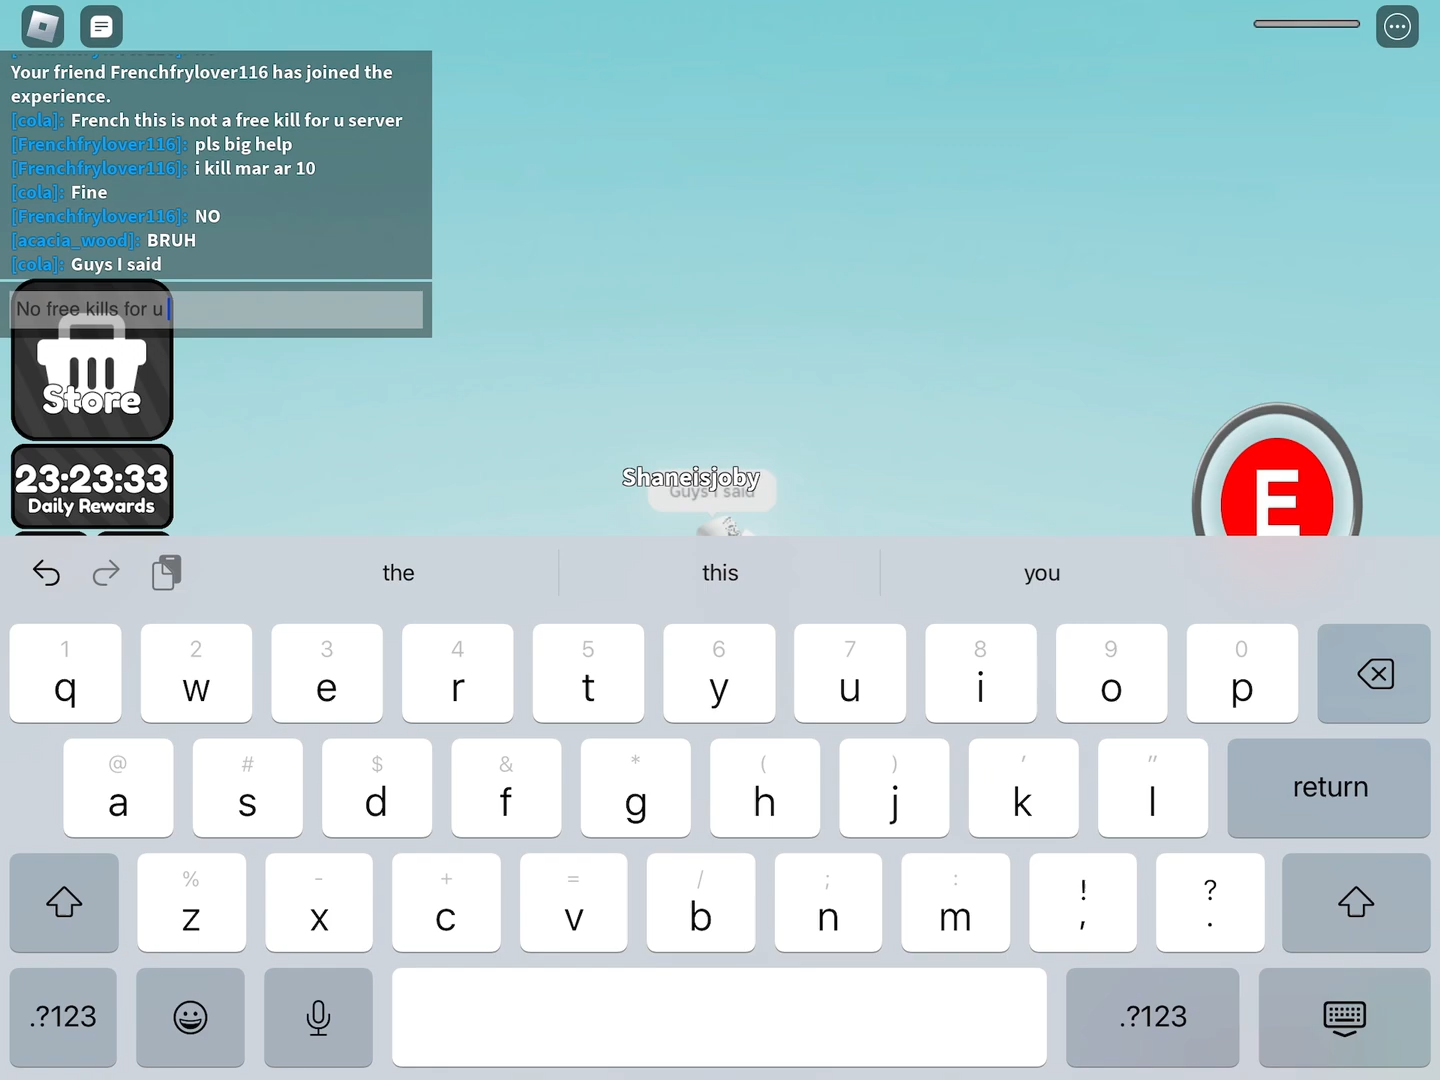 Your friend Frenchfrylover116 has joined the
experience.
[cola]: French this is not a free kill for u server
[Frenchfrylover116]: pls big help
[Frenchfrylover116]: i kill mar ar 10
[cola]: Fine
[Frenchfrylover116]: NO
[acacia_wood]: BRUH
[cola]: Guys I said
No free kills for u
Store
23:23:33
Daily Rewards
Shaneisjoby
Guys I said
E
the this you
1 2 3 4 5 6 7 8 9 0
q w e r t y u i o p
@ # $ & * ( ) ' "
a s d f g h j k l return
% - + = / ; : ! ?
z x c v b n m , .
.?123 .?123